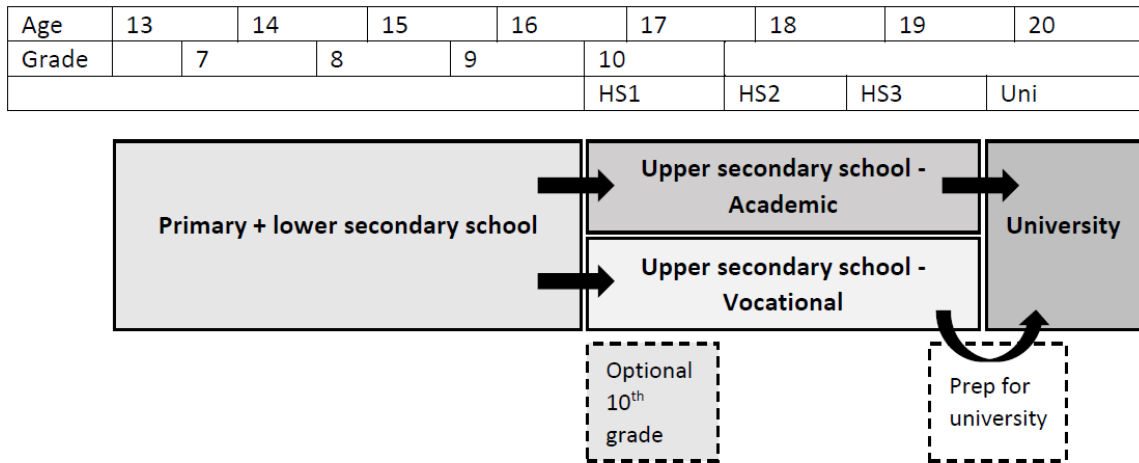 Age 13 14 15 16 17 18 19 20
Grade 7 8 9 10
HS1 HS2 HS3 Uni
Primary + lower secondary school
Upper secondary school -
Academic
Upper secondary school -
Vocational
University
Optional
10th
grade
Prep for
university